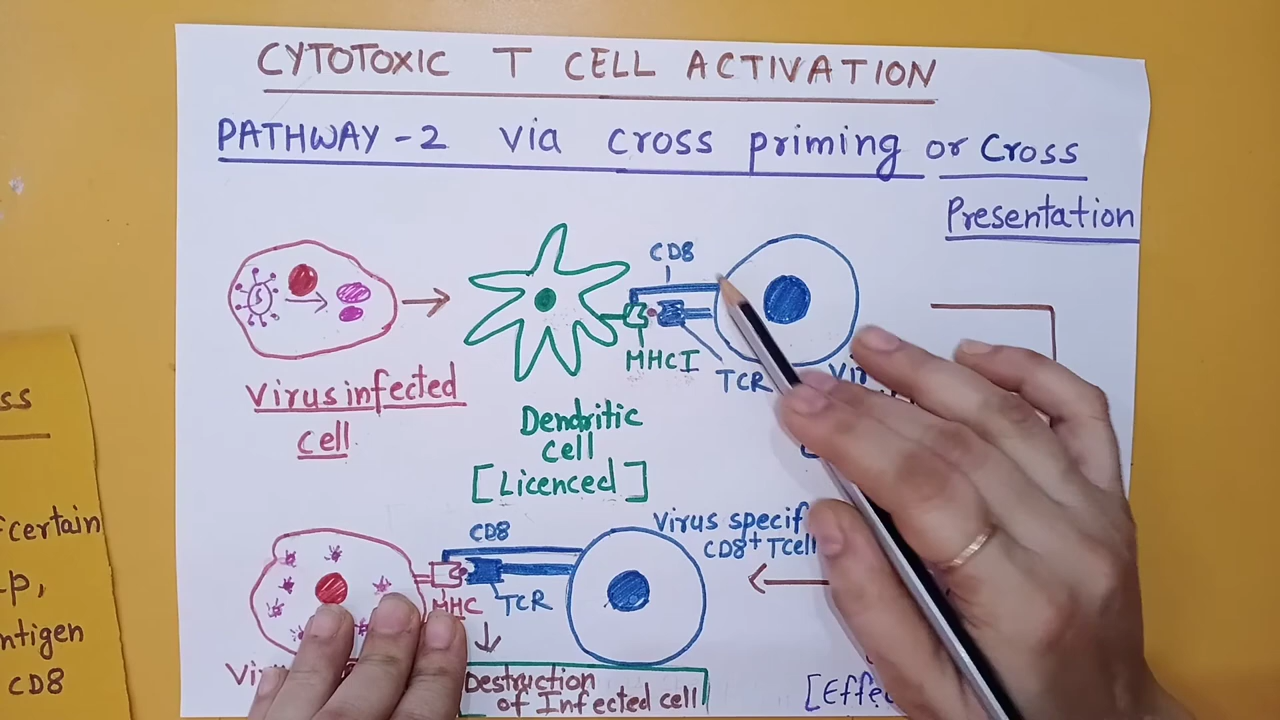 CYTOTOXIC T CELL ACTIVATION
PATHWAY-2 via cross priming or Cross
Presentation
CD8
MHC I
TCR
Virus infected
cell
Dendritic
cell
[Licenced]
CD8
MHC
TCR
Virus
CD8+ TCell
Destruction
of Infected cell
certain
ntigen
CD8